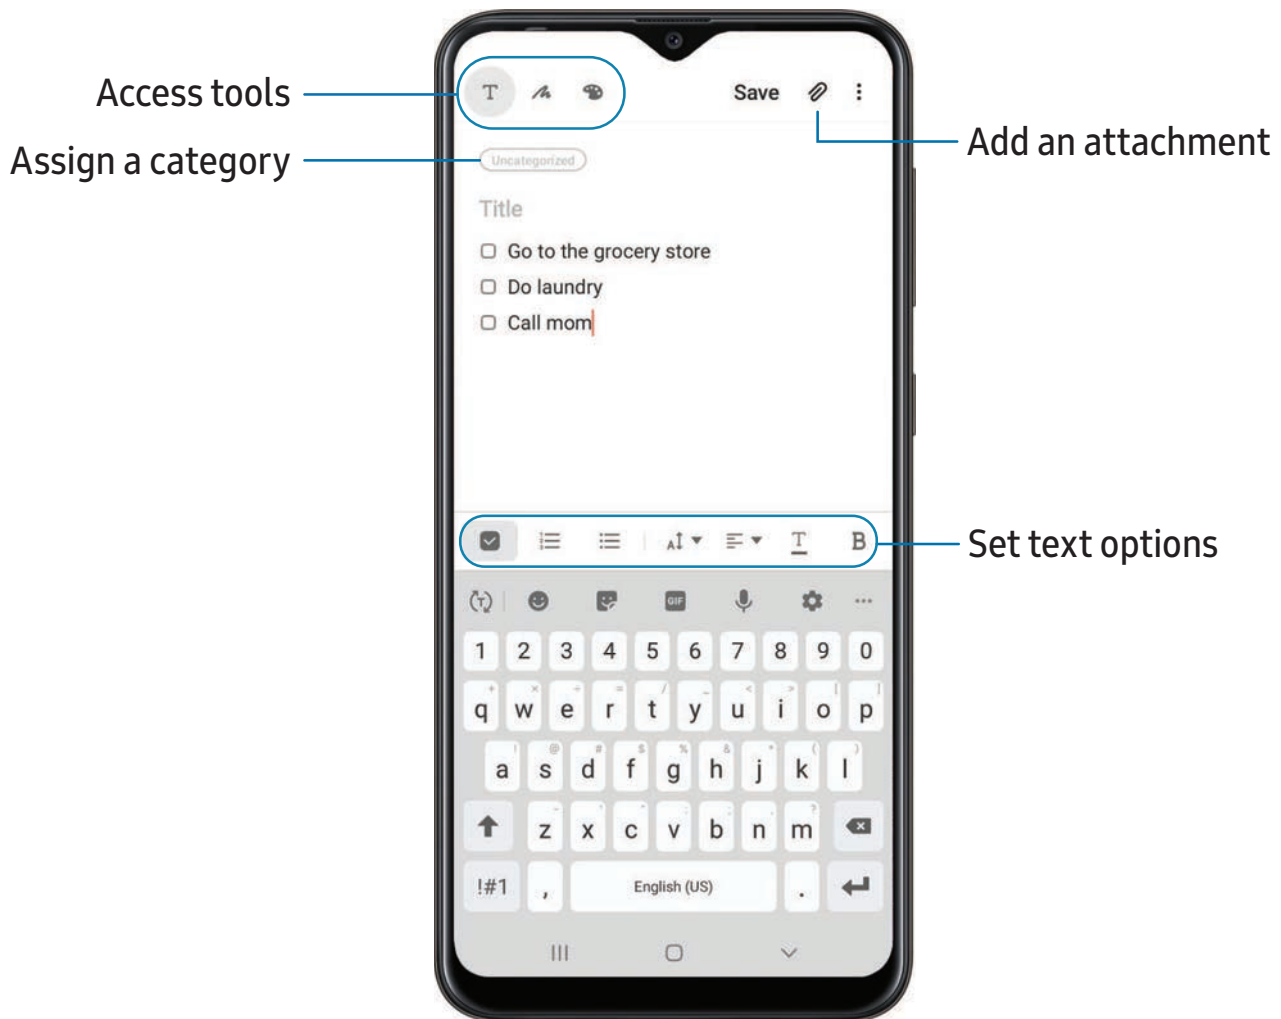 Access tools
T
Save
Add an attachment
Assign a category
Uncategorized
Title
Go to the grocery store
Do laundry
Call mom
A
T
B
Set text options
T
GIF
1 2 3 4 5 6 7 8 9 0
q w e r t y u i o p
a s d f g h j k l
z x c v b n m
!#1 , English (US) .